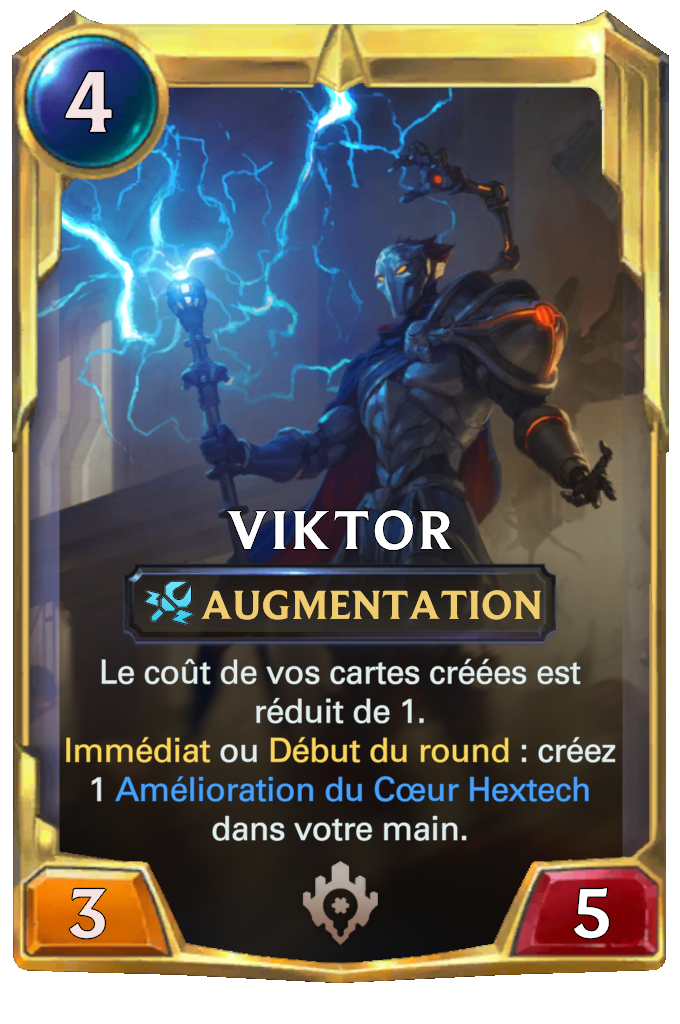 4
VIKTOR
AUGMENTATION
Le coût de vos cartes créées est
réduit de 1.
Immédiat ou Début du round : créez
1 Amélioration du Cœur Hextech
dans votre main.
3
5